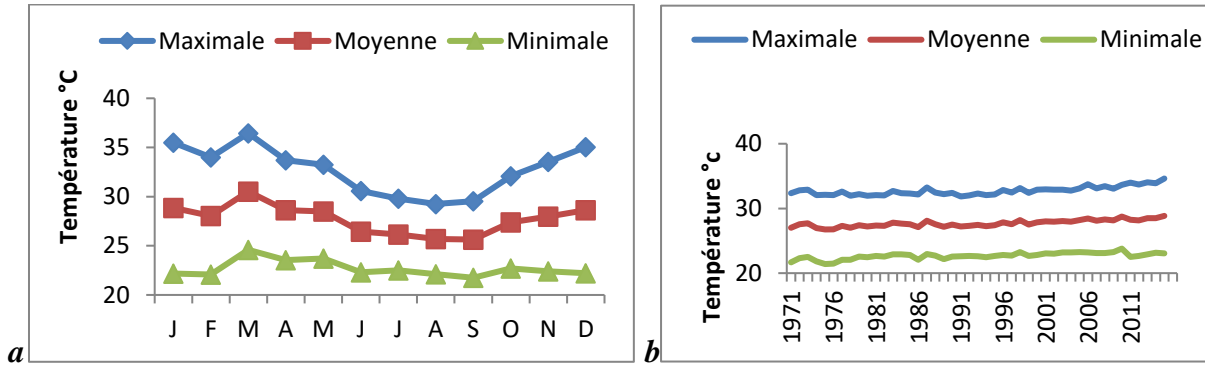 Maximale Moyenne Minimale
Température °C
40
35
30
25
20
J F M A M J J A S O N D
a
Maximale Moyenne Minimale
Température °c
40
30
20
1971 1976 1981 1986 1991 1996 2001 2006 2011
b